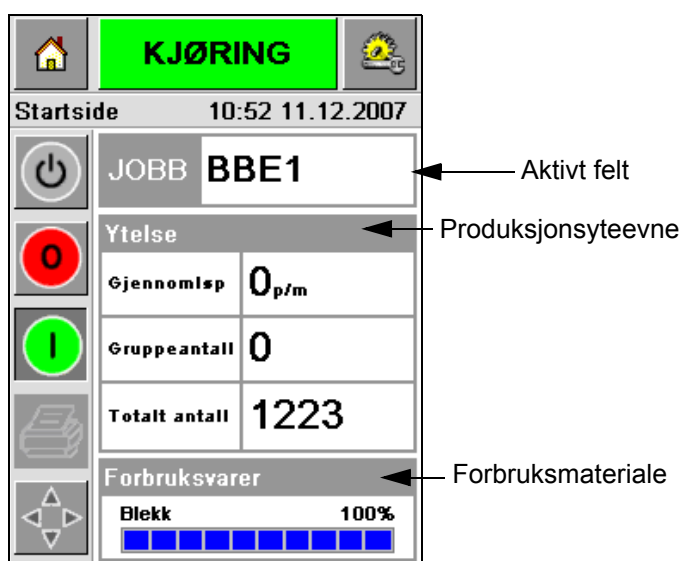 KJØRING
Startside 10:52 11.12.2007
JOBB BBE1
Aktivt felt
Ytelse
Produksjonsyteevne
O
Gjennomløp 0p/m
I
Gruppeantall 0
Totalt antall 1223
Forbruksvarer
Forbruksmateriale
Blekk 100%